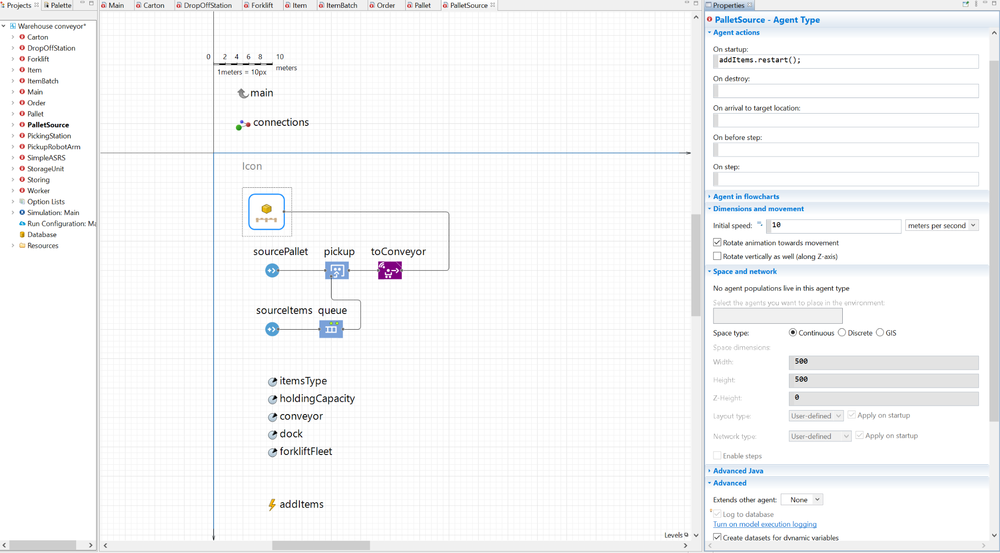 Projects
Palette
Warehouse conveyor*
Carton
DropOffStation
Forklift
Item
ItemBatch
Main
Order
Pallet
PalletSource
PickingStation
PickupRobotArm
SimpleASRS
StorageUnit
Storing
Worker
Option Lists
Simulation: Main
Run Configuration: Ma
Database
Resources
Main
Carton
DropOffStation
Forklift
Item
ItemBatch
Order
Pallet
PalletSource
0 2 4 6 8 10
meters
1meters = 10px
main
connections
Icon
sourcePallet pickup toConveyor
sourceItems queue
itemsType
holdingCapacity
conveyor
dock
forkliftFleet
addItems
Levels
Properties
PalletSource - Agent Type
Agent actions
On startup:
addItems.restart();
On destroy:
On arrival to target location:
On before step:
On step:
Agent in flowcharts
Dimensions and movement
Initial speed: 10 meters per second
Rotate animation towards movement
Rotate vertically as well (along Z-axis)
Space and network
No agent populations live in this agent type
Select the agents you want to place in the environment:
Space type: Continuous Discrete GIS
Space dimensions:
Width: 500
Height: 500
Z-Height: 0
Layout type: User-defined Apply on startup
Network type: User-defined Apply on startup
Enable steps
Advanced Java
Advanced
Extends other agent: None
Log to database
Turn on model execution logging
Create datasets for dynamic variables